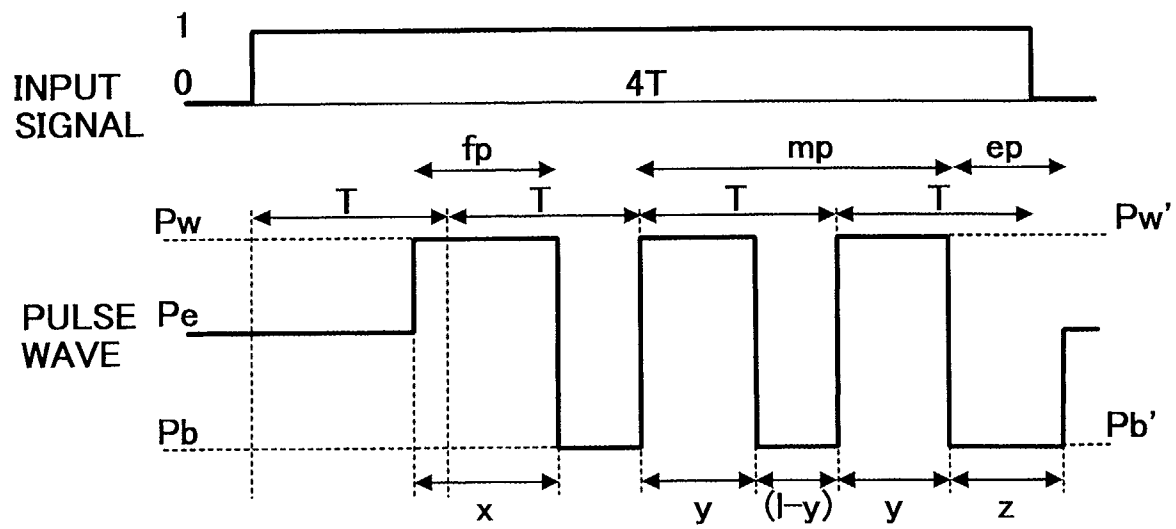 1
INPUT
SIGNAL
0
4T
fp
mp
ep
T
T
T
T
Pw
Pw'
PULSE
WAVE
Pe
Pb
Pb'
x
y
(l-y)
y
z